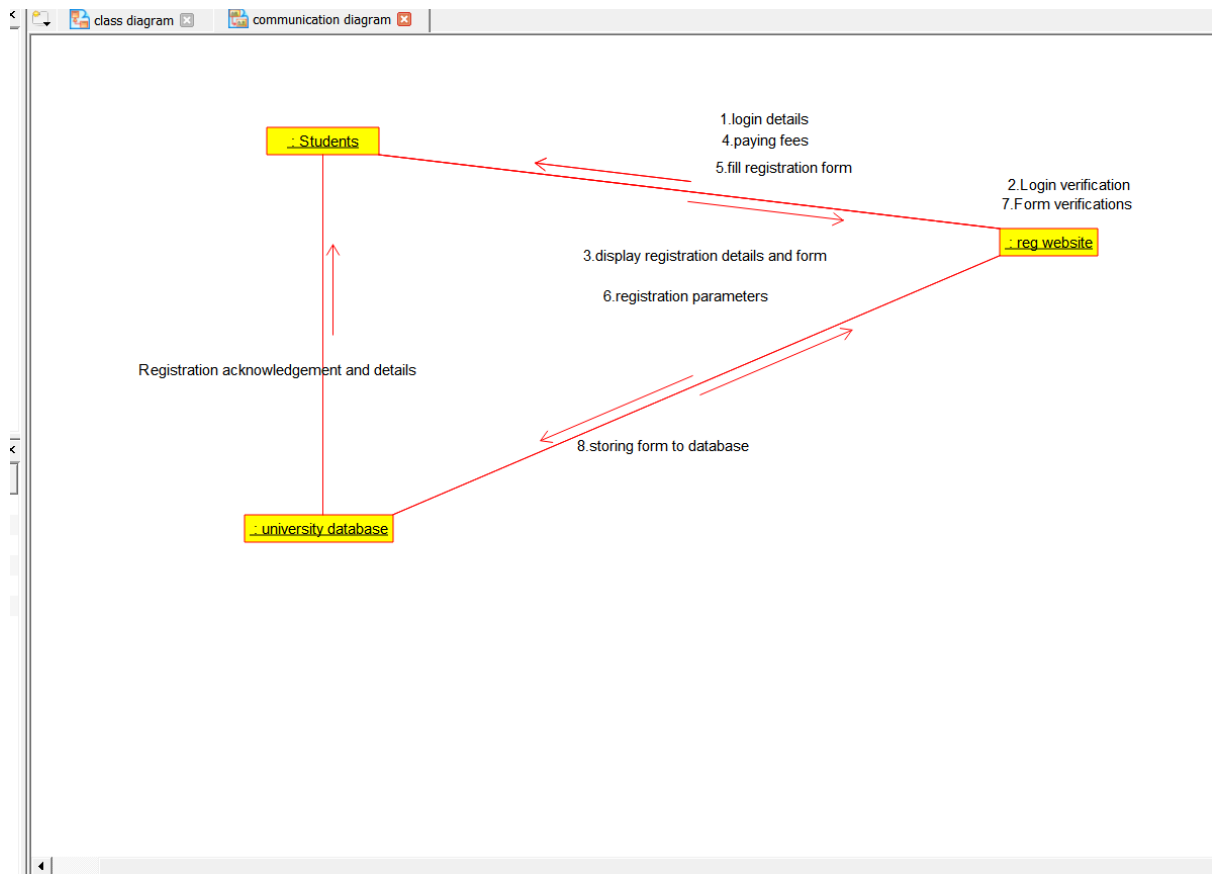 class diagram
communication diagram
1.login details
4.paying fees
5.fill registration form
: Students
2.Login verification
7.Form verifications
: reg website
3.display registration details and form
6.registration parameters
Registration acknowledgement and details
8.storing form to database
: university database